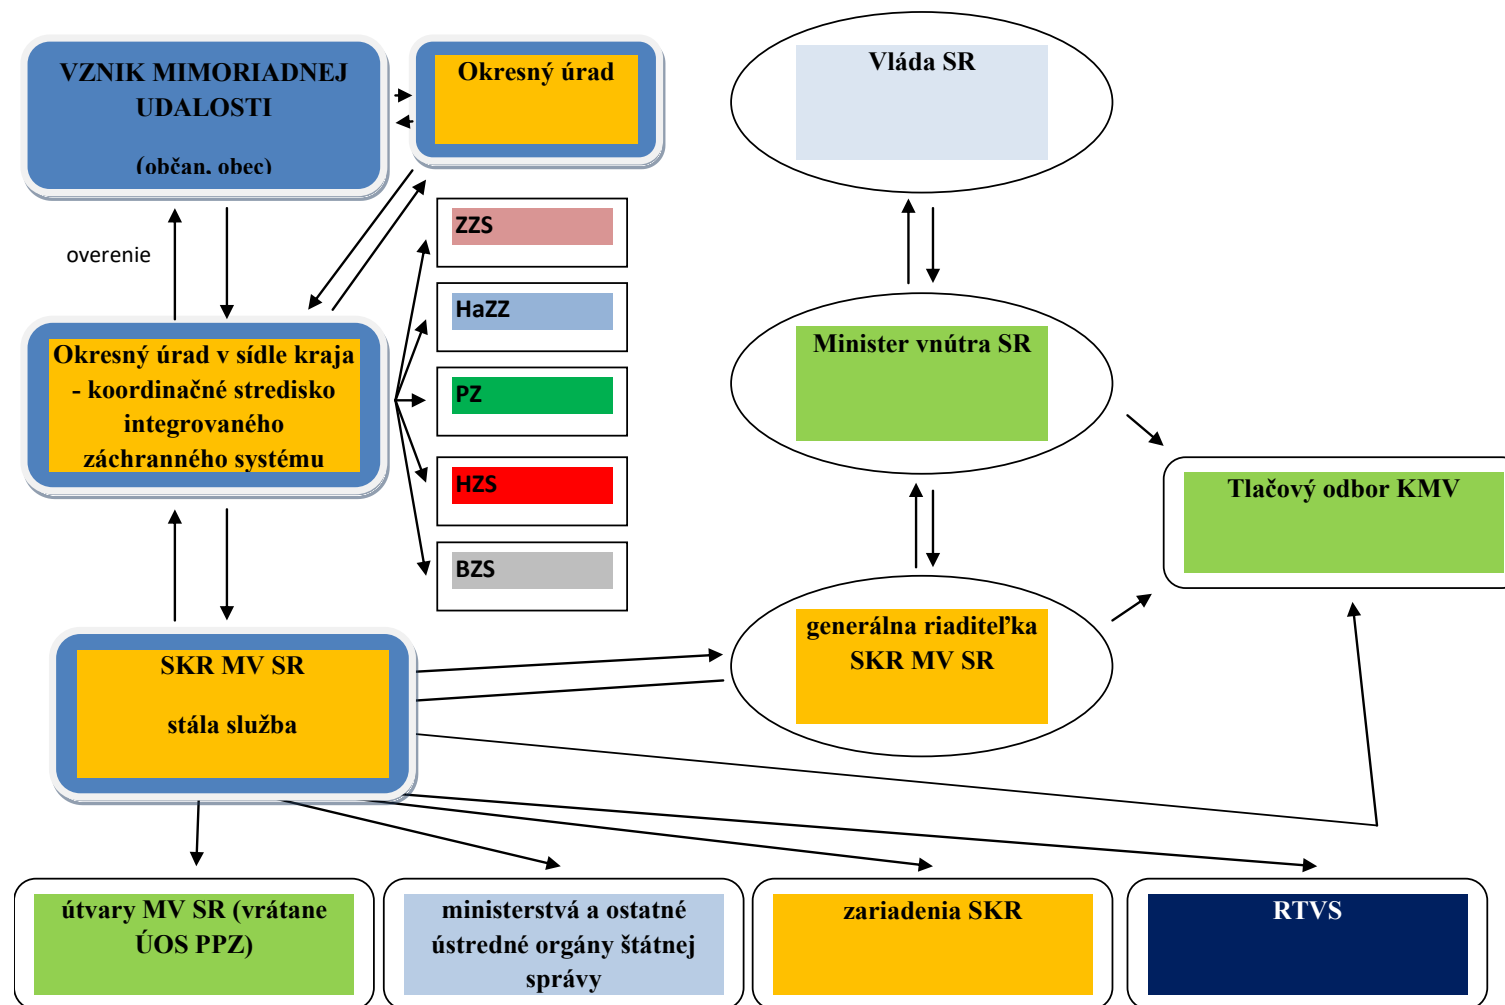 VZNIK MIMORIADNEJ
UDALOSTI
(občan, obec)
Okresný úrad
Vláda SR
overenie
ZZS
HaZZ
PZ
HZS
BZS
Okresný úrad v sídle kraja
- koordinačné stredisko
integrovaného
záchranného systému
Minister vnútra SR
Tlačový odbor KMV
SKR MV SR
stála služba
generálna riaditeľka
SKR MV SR
útvary MV SR (vrátane
ÚOS PPZ)
ministerstvá a ostatné
ústredné orgány štátnej
správy
zariadenia SKR
RTVS